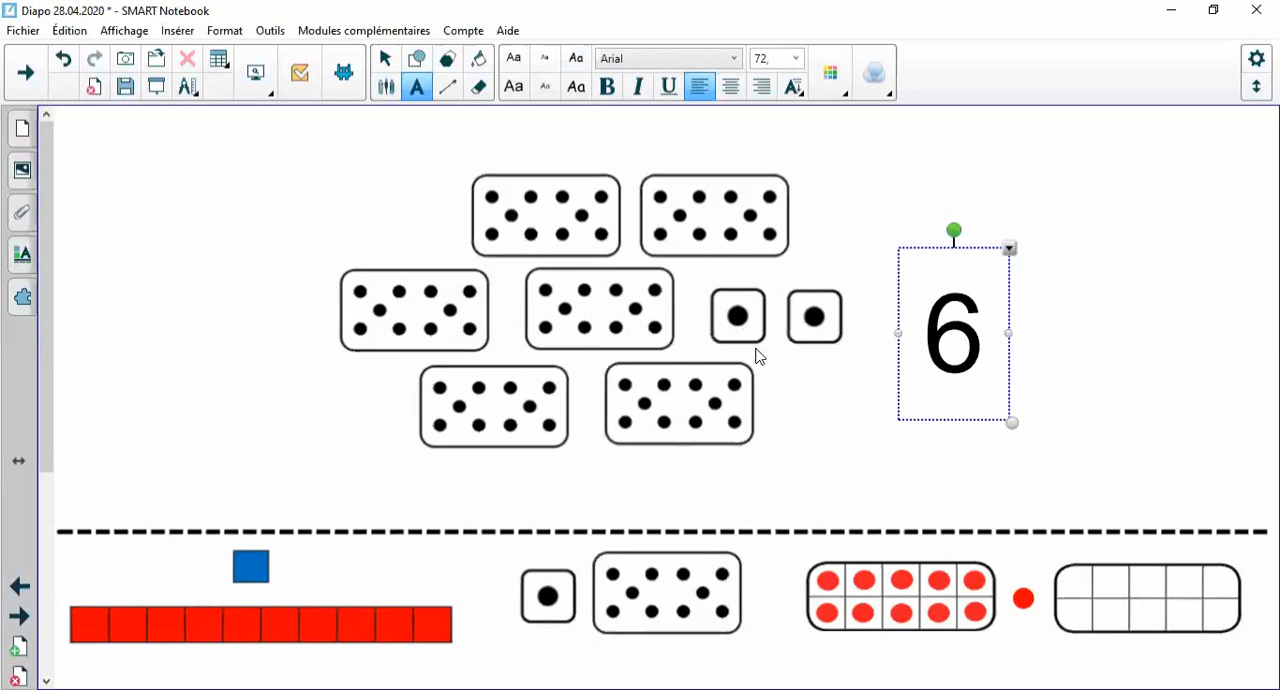 Diapo 28.04.2020 * - SMART Notebook
Fichier Édition Affichage Insérer Format Outils Modules complémentaires Compte Aide
Aa Aa Aa Arial 72,
A Aa Aa Aa B I U A
6